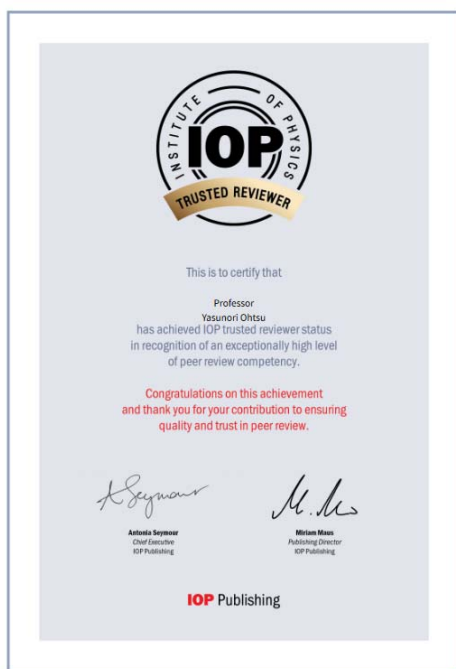 INSTITUTE OF PHYSICS
IOP
TRUSTED REVIEWER
This is to certify that
Professor
Yasunori Ohtsu
has achieved IOP trusted reviewer status
in recognition of an exceptionally high level
of peer review competency.
Congratulations on this achievement
and thank you for your contribution to ensuring
quality and trust in peer review.
A Seymour
M. Ms
Antonia Seymour
Chief Executive
IOP Publishing
Miriam Maus
Publishing Director
IOP Publishing
IOP Publishing